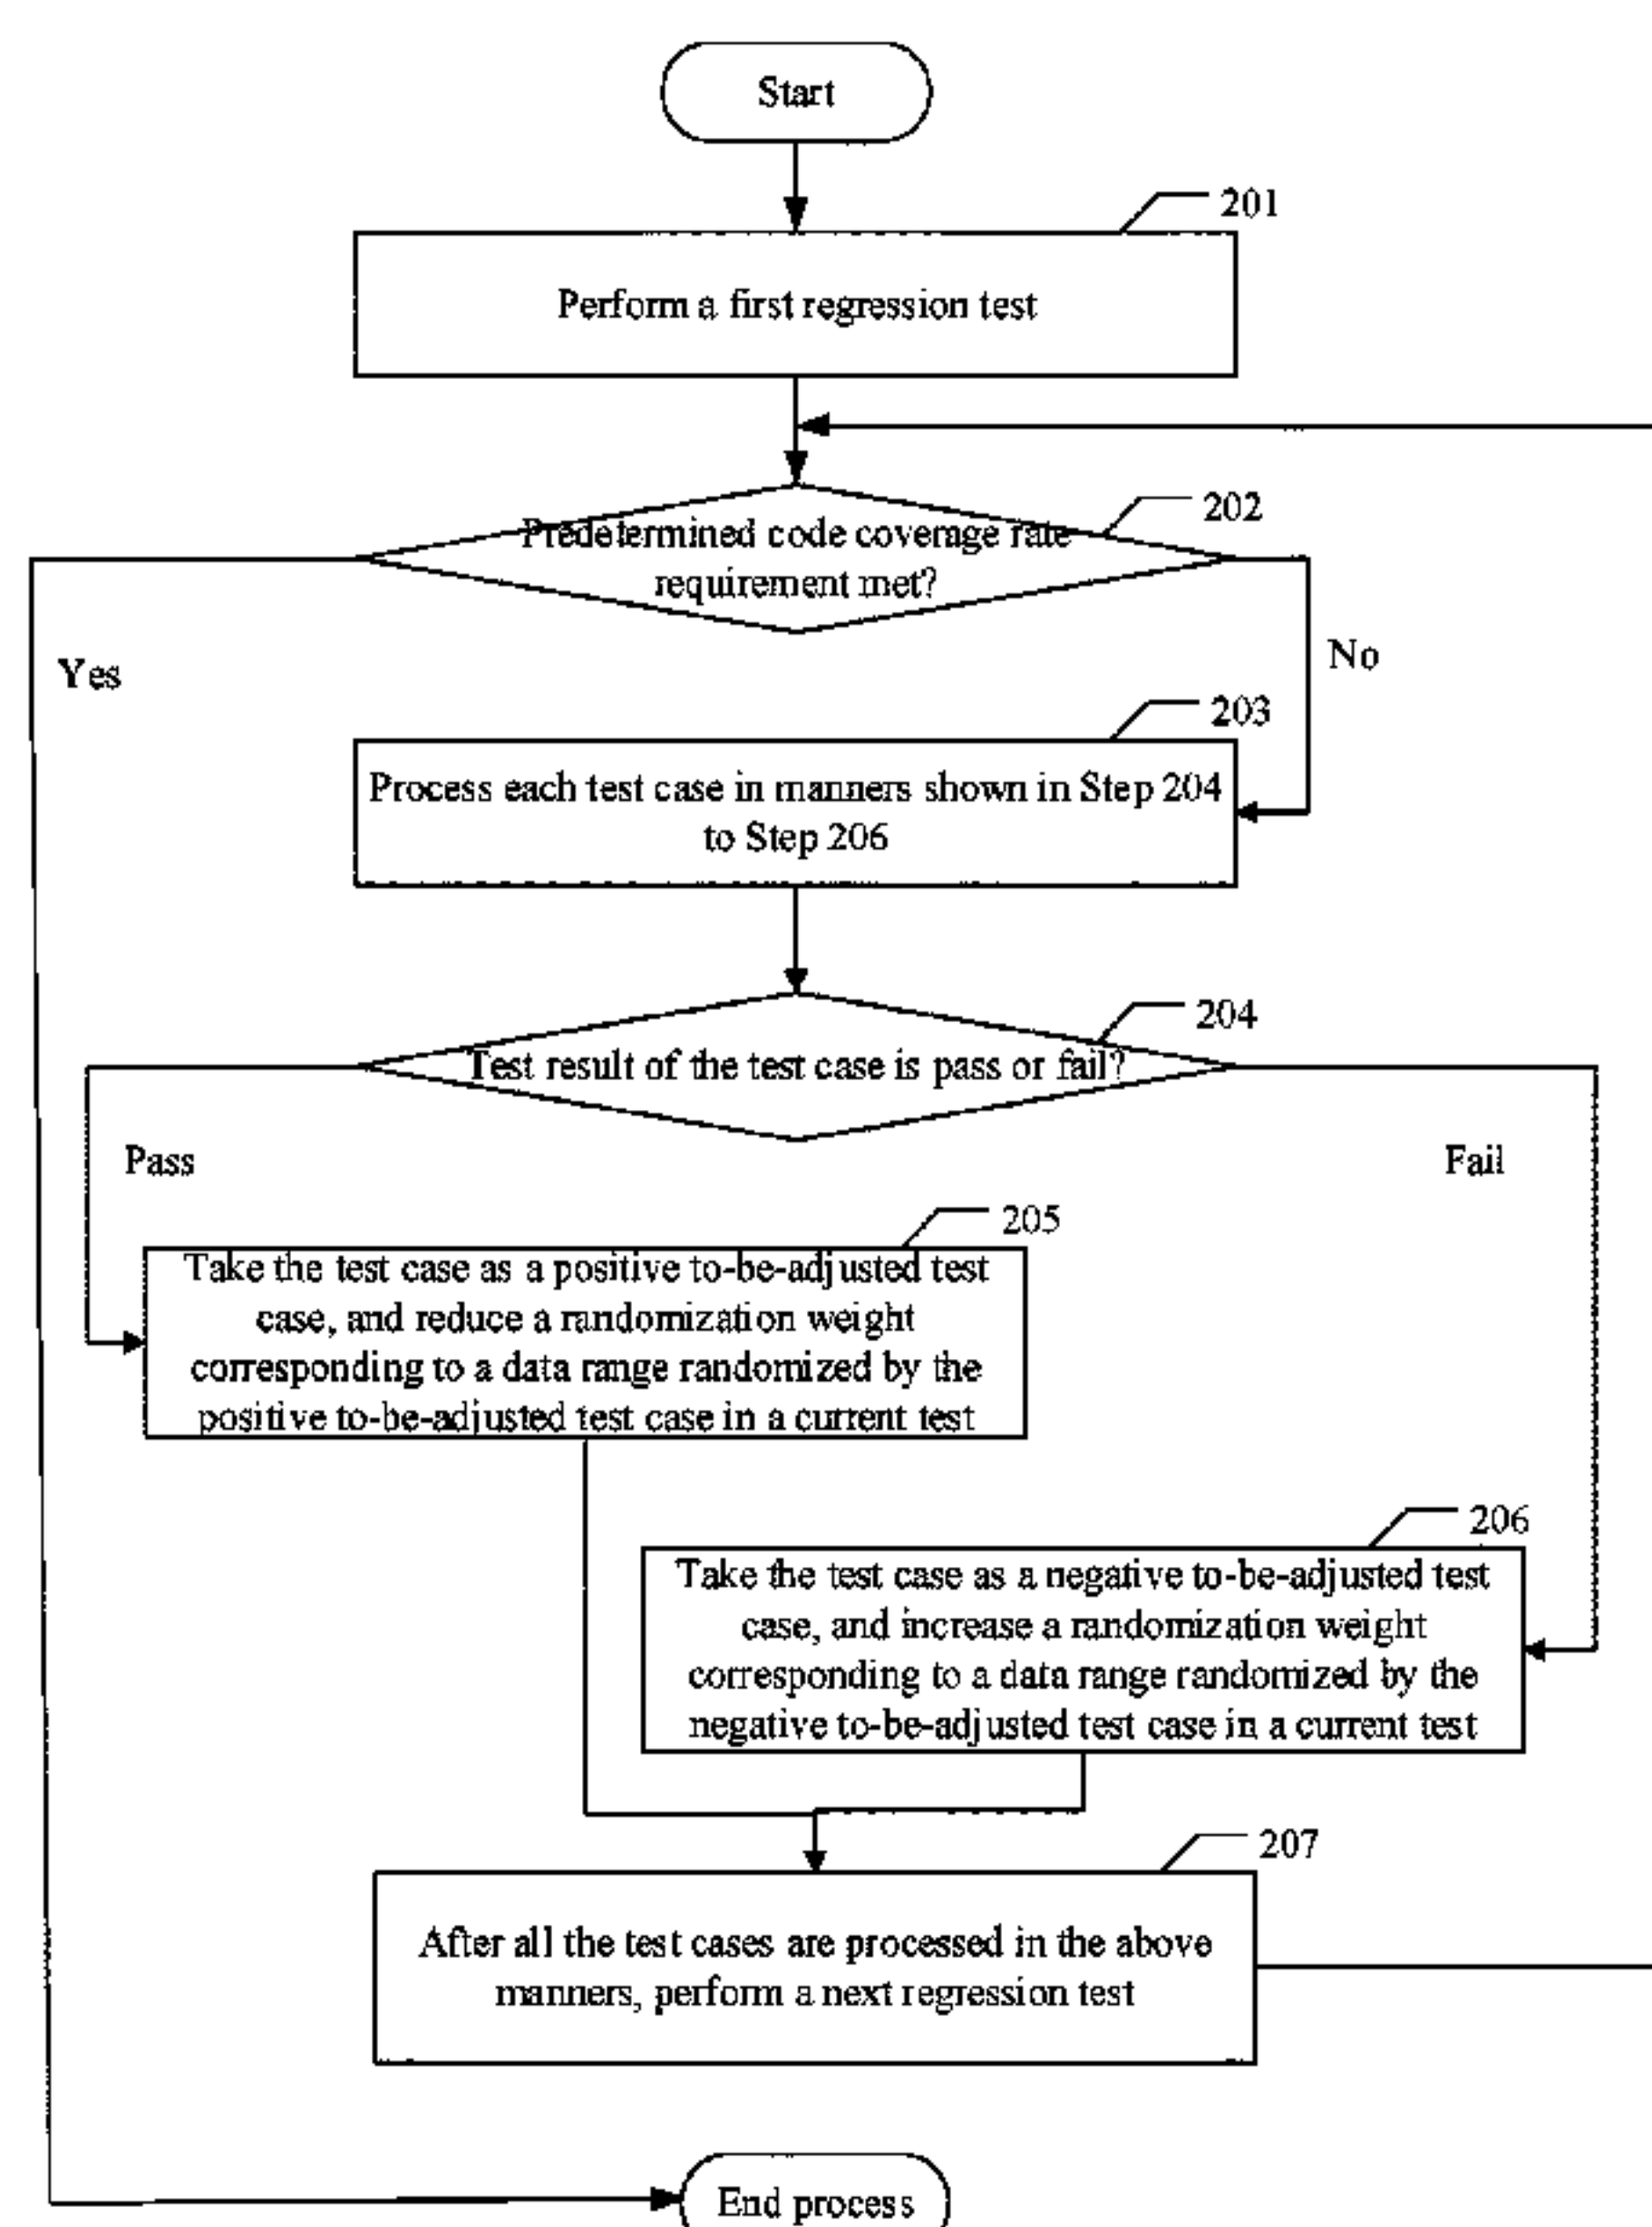 Start
201
Perform a first regression test
202
Predetermined code coverage rate
requirement met?
Yes
No
203
Process each test case in manners shown in Step 204
to Step 206
204
Test result of the test case is pass or fail?
Pass
Fail
205
Take the test case as a positive to-be-adjusted test
case, and reduce a randomization weight
corresponding to a data range randomized by the
positive to-be-adjusted test case in a current test
206
Take the test case as a negative to-be-adjusted test
case, and increase a randomization weight
corresponding to a data range randomized by the
negative to-be-adjusted test case in a current test
207
After all the test cases are processed in the above
manners, perform a next regression test
End process